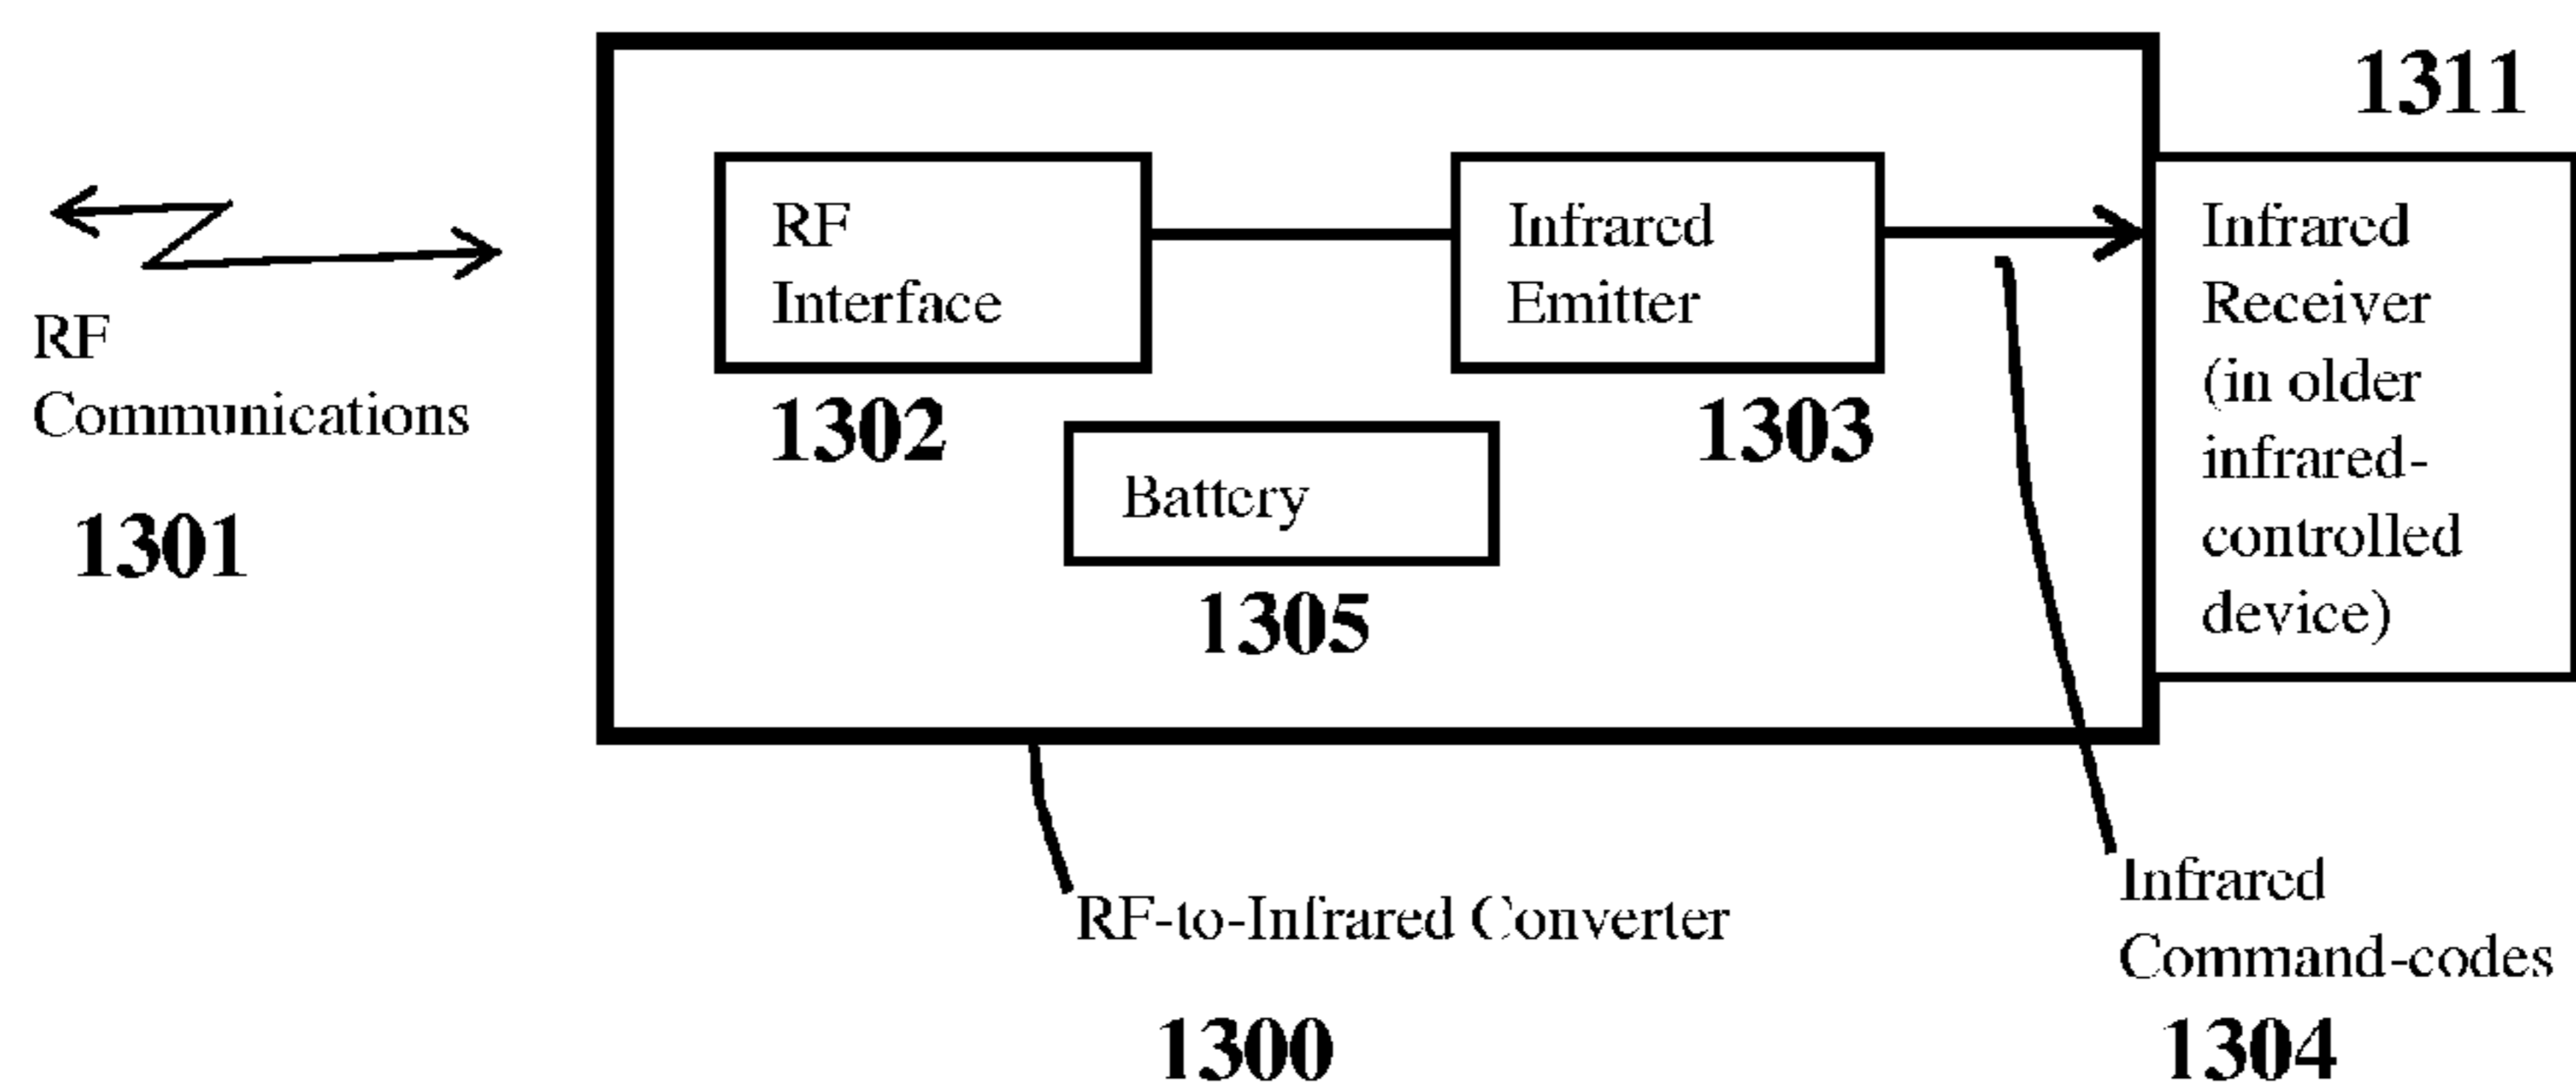 1311
RF
Interface
Infrared
Emitter
Infrared
Receiver
(in older
infrared-
controlled
device)
RF
Communications
1301
1302
1303
Battery
1305
RF-to-Infrared Converter
1300
Infrared
Command-codes
1304